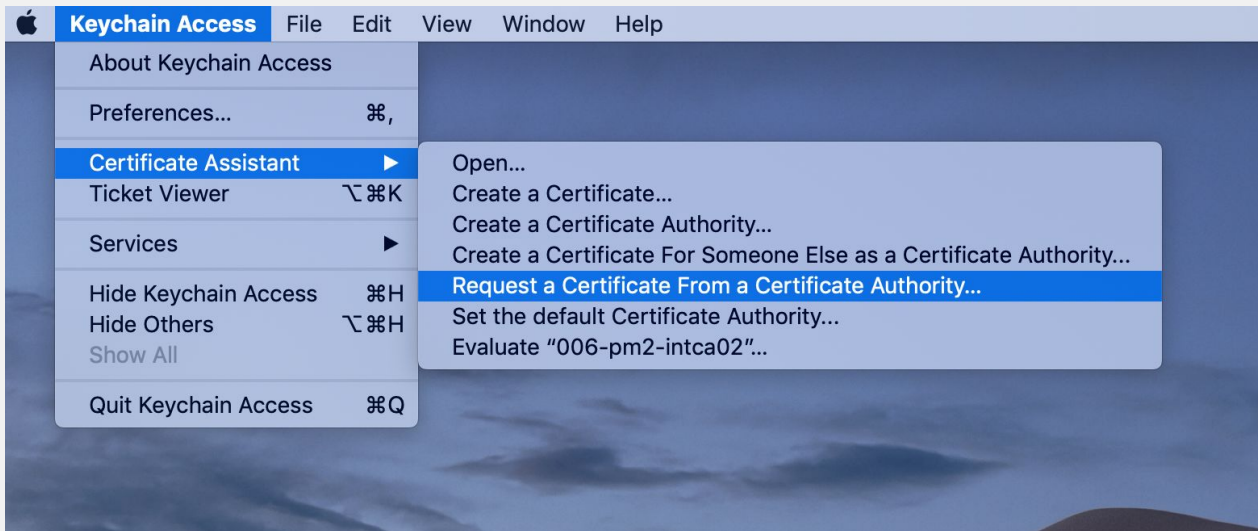 Keychain Access File Edit View Window Help
About Keychain Access
Preferences... ⌘,
Certificate Assistant ▶
Ticket Viewer ⌥⌘K
Services ▶
Hide Keychain Access ⌘H
Hide Others ⌥⌘H
Show All
Quit Keychain Access ⌘Q
Open...
Create a Certificate...
Create a Certificate Authority...
Create a Certificate For Someone Else as a Certificate Authority...
Request a Certificate From a Certificate Authority...
Set the default Certificate Authority...
Evaluate “006-pm2-intca02”...